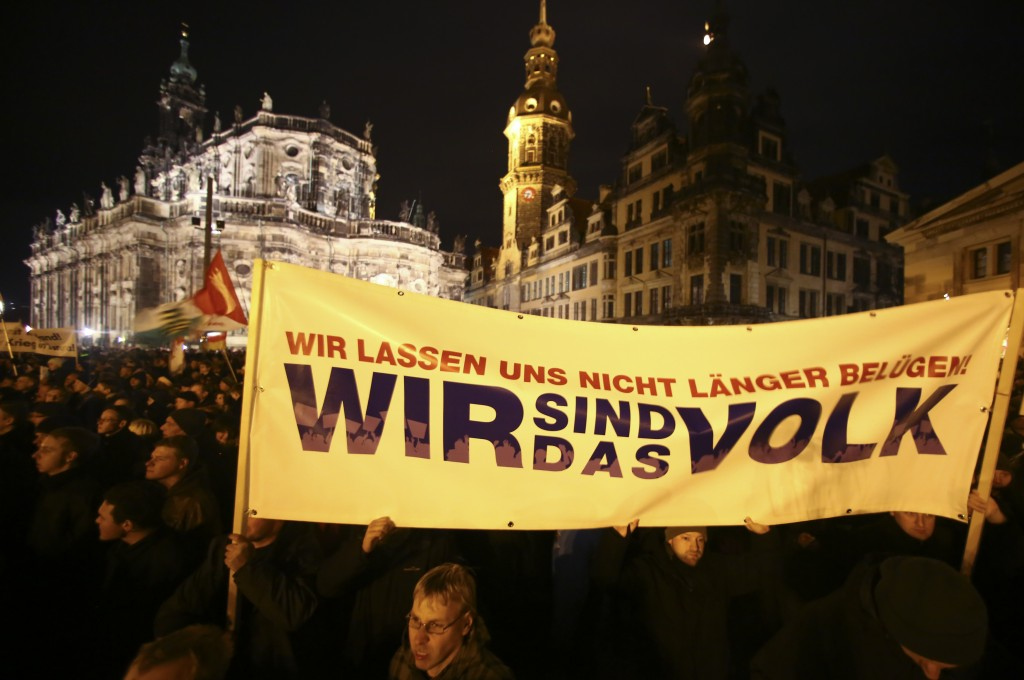 WIR LASSEN UNS NICHT LÄNGER BELÜGEN!
WIR SIND DAS VOLK